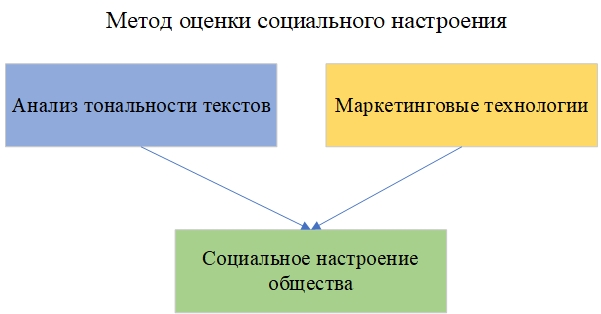 Метод оценки социального настроения
Анализ тональности текстов
Маркетинговые технологии
Социальное настроение
общества